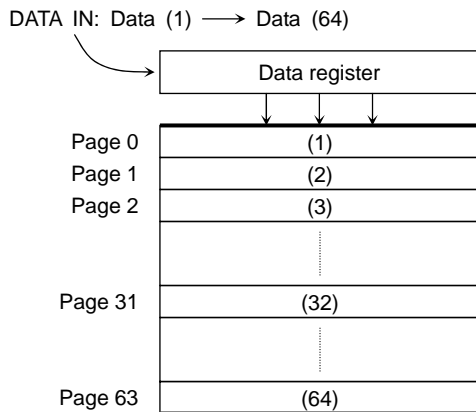 DATA IN: Data (1) → Data (64)
Data register
Page 0 (1)
Page 1 (2)
Page 2 (3)
Page 31 (32)
Page 63 (64)